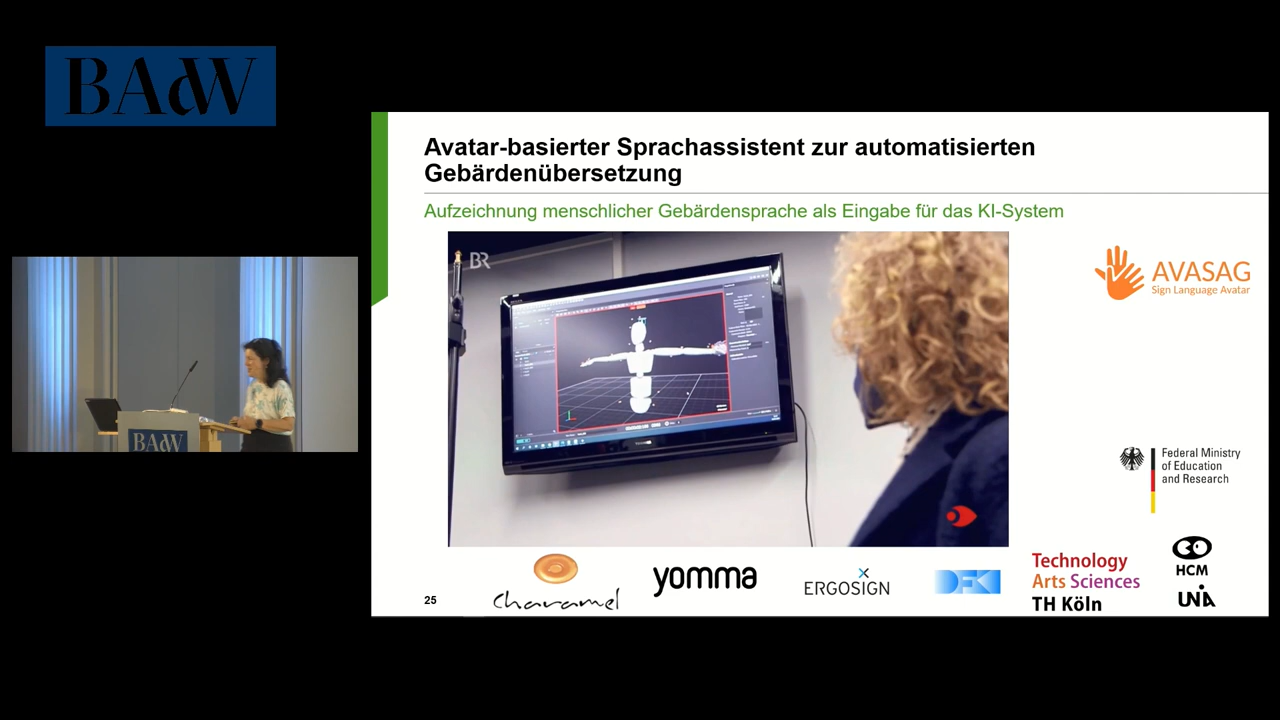 BAdW
Avatar-basierter Sprachassistent zur automatisierten
Gebärdenübersetzung
Aufzeichnung menschlicher Gebärdensprache als Eingabe für das KI-System
BR
AVASAG
Sign Language Avatar
BAdW
Federal Ministry
of Education
and Research
charamel
yomma
ERGOSIGN
DFKI
Technology
Arts Sciences
TH Köln
HCM
UNIA
25